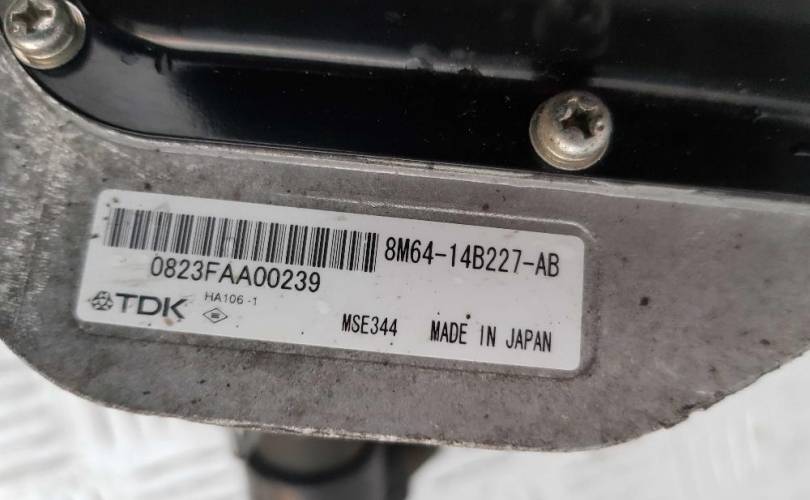 8M64-14B227-AB
0823FAA00239
TDK HA106-1
MSE344 MADE IN JAPAN